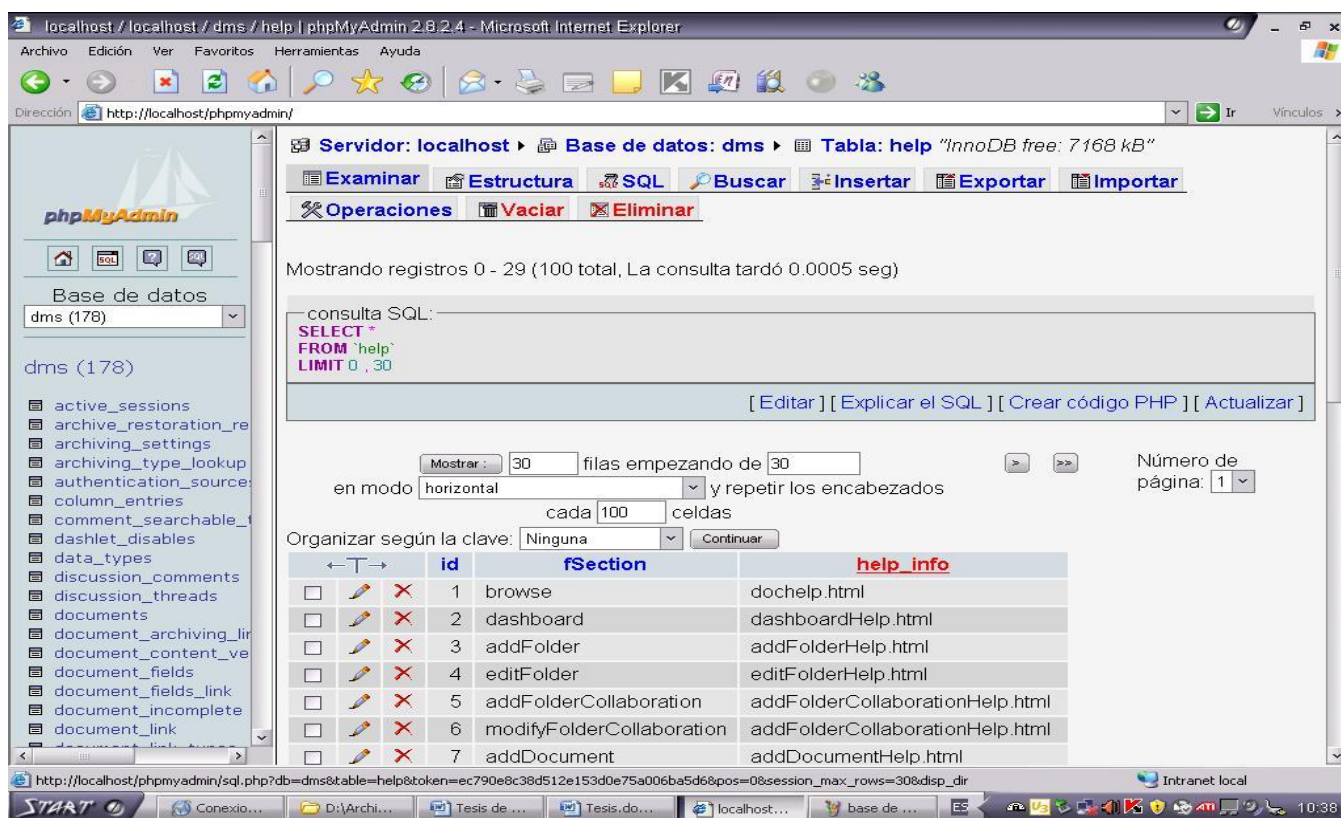 localhost / localhost / dms / help | phpMyAdmin 2.8.2.4 - Microsoft Internet Explorer
Archivo Edición Ver Favoritos Herramientas Ayuda
Dirección http://localhost/phpmyadmin/ Ir Vínculos
phpMyAdmin
SQL
Base de datos
dms (178)
dms (178)
active_sessions
archive_restoration_re
archiving_settings
archiving_type_lookup
authentication_source
column_entries
comment_searchable_
dashlet_disables
data_types
discussion_comments
discussion_threads
documents
document_archiving_lin
document_content_ve
document_fields
document_fields_link
document_incomplete
document_link
Servidor: localhost Base de datos: dms Tabla: help "InnoDB free: 7168 kB"
Examinar Estructura SQL Buscar Insertar Exportar Importar
Operaciones Vaciar Eliminar
Mostrando registros 0 - 29 (100 total, La consulta tardó 0.0005 seg)
consulta SQL:
SELECT *
FROM `help`
LIMIT 0 , 30
[ Editar ] [ Explicar el SQL ] [ Crear código PHP ] [ Actualizar ]
Mostrar : 30 filas empezando de 30 > >> Número de
en modo horizontal y repetir los encabezados página: 1
cada 100 celdas
Organizar según la clave: Ninguna Continuar
←T→ id fSection help_info
1 browse dochelp.html
2 dashboard dashboardHelp.html
3 addFolder addFolderHelp.html
4 editFolder editFolderHelp.html
5 addFolderCollaboration addFolderCollaborationHelp.html
6 modifyFolderCollaboration addFolderCollaborationHelp.html
7 addDocument addDocumentHelp.html
http://localhost/phpmyadmin/sql.php?db=dms&table=help&token=ec790e8c38d512e153d0e75a006ba5d6&pos=0&session_max_rows=30&disp_dir Intranet local
START Conexio... D:\Archi... Tesis de ... Tesis.do... localhost... base de ... ES 10:38